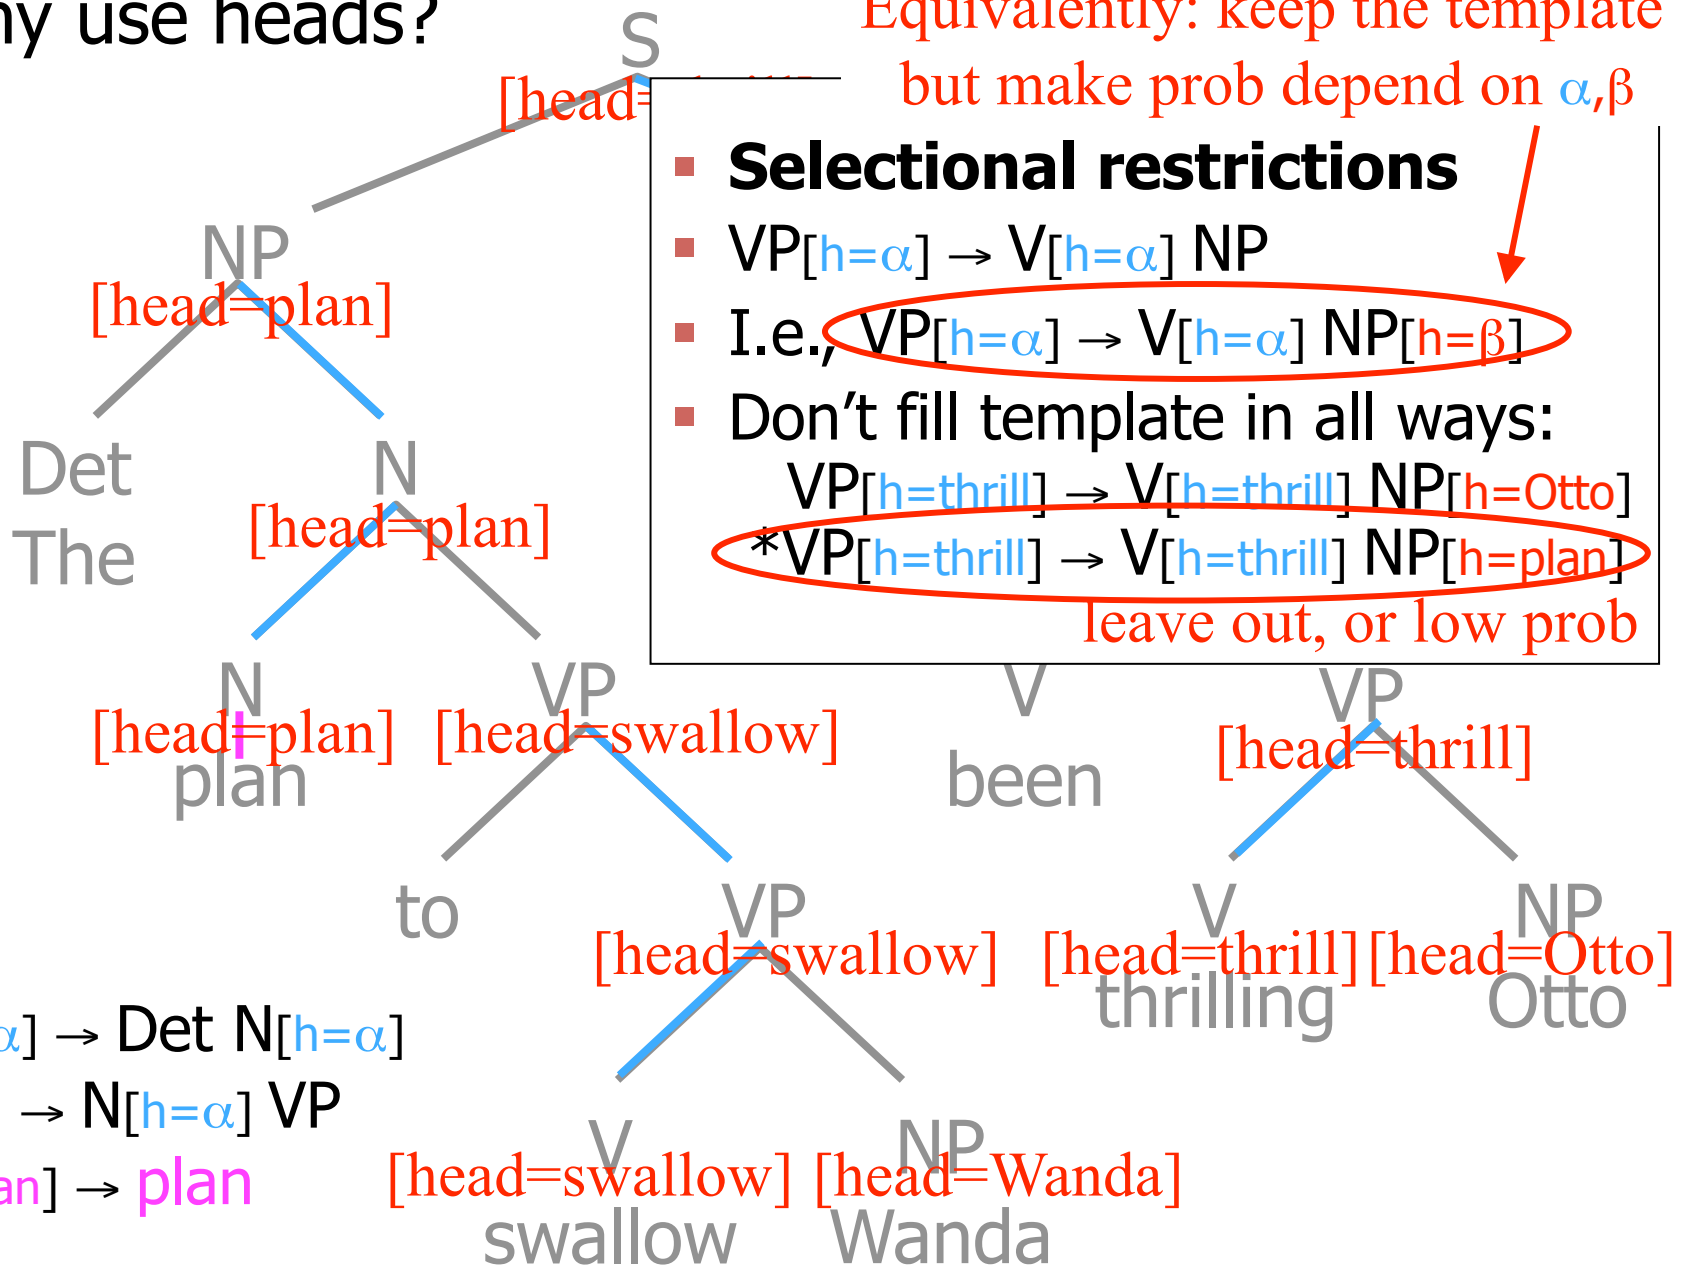 ny use heads?
Equivalently: keep the template
but make prob depend on α,β
S
[head=
Selectional restrictions
VP[h=α] → V[h=α] NP
I.e., VP[h=α] → V[h=α] NP[h=β]
Don't fill template in all ways:
VP[h=thrill] → V[h=thrill] NP[h=Otto]
*VP[h=thrill] → V[h=thrill] NP[h=plan]
leave out, or low prob
NP
[head=plan]
Det N
The [head=plan]
N VP V VP
[head=plan] [head=swallow] [head=thrill]
plan been
to VP V NP
[head=swallow] [head=thrill] [head=Otto]
thrilling Otto
α] → Det N[h=α]
→ N[h=α] VP
an] → plan
V NP
[head=swallow] [head=Wanda]
swallow Wanda